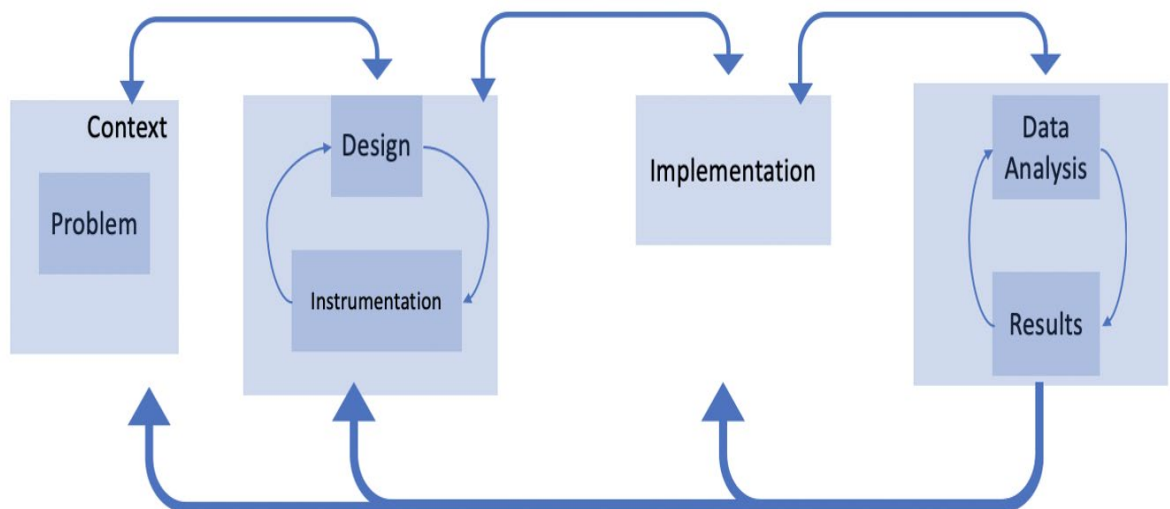 Context
Problem
Design
Instrumentation
Implementation
Data
Analysis
Results